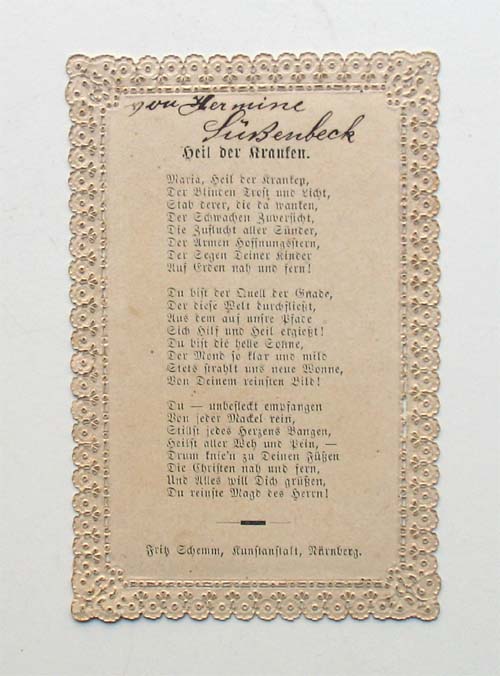 von Hermine
Süßenbeck
Heil der Kranken.
Maria, Heil der Kranken,
Der Blinden Trost und Licht,
Stab derer, die da wanken,
Der Schwachen Zuversicht,
Die Zuflucht aller Sünder,
Der Armen Hoffnungsstern,
Der Segen Deiner Kinder
Auf Erden nah und fern!
Du bist der Quell der Gnade,
Der diese Welt durchfließt,
Aus dem auf unsre Pfade
Sich Hilf und Heil ergießt!
Du bist die helle Sonne,
Der Mond so klar und mild
Stets strahlt uns neue Wonne,
Von Deinem reinsten Bild!
Du — unbefleckt empfangen
Von jeder Mackel rein,
Stillst jedes Herzens Bangen,
Heilst aller Weh und Pein, —
Drum knie'n zu Deinen Füßen
Die Christen nah und fern,
Und Alles will Dich grüßen,
Du reinste Magd des Herrn!
Fritz Schemm, Kunstanstalt, Nürnberg.